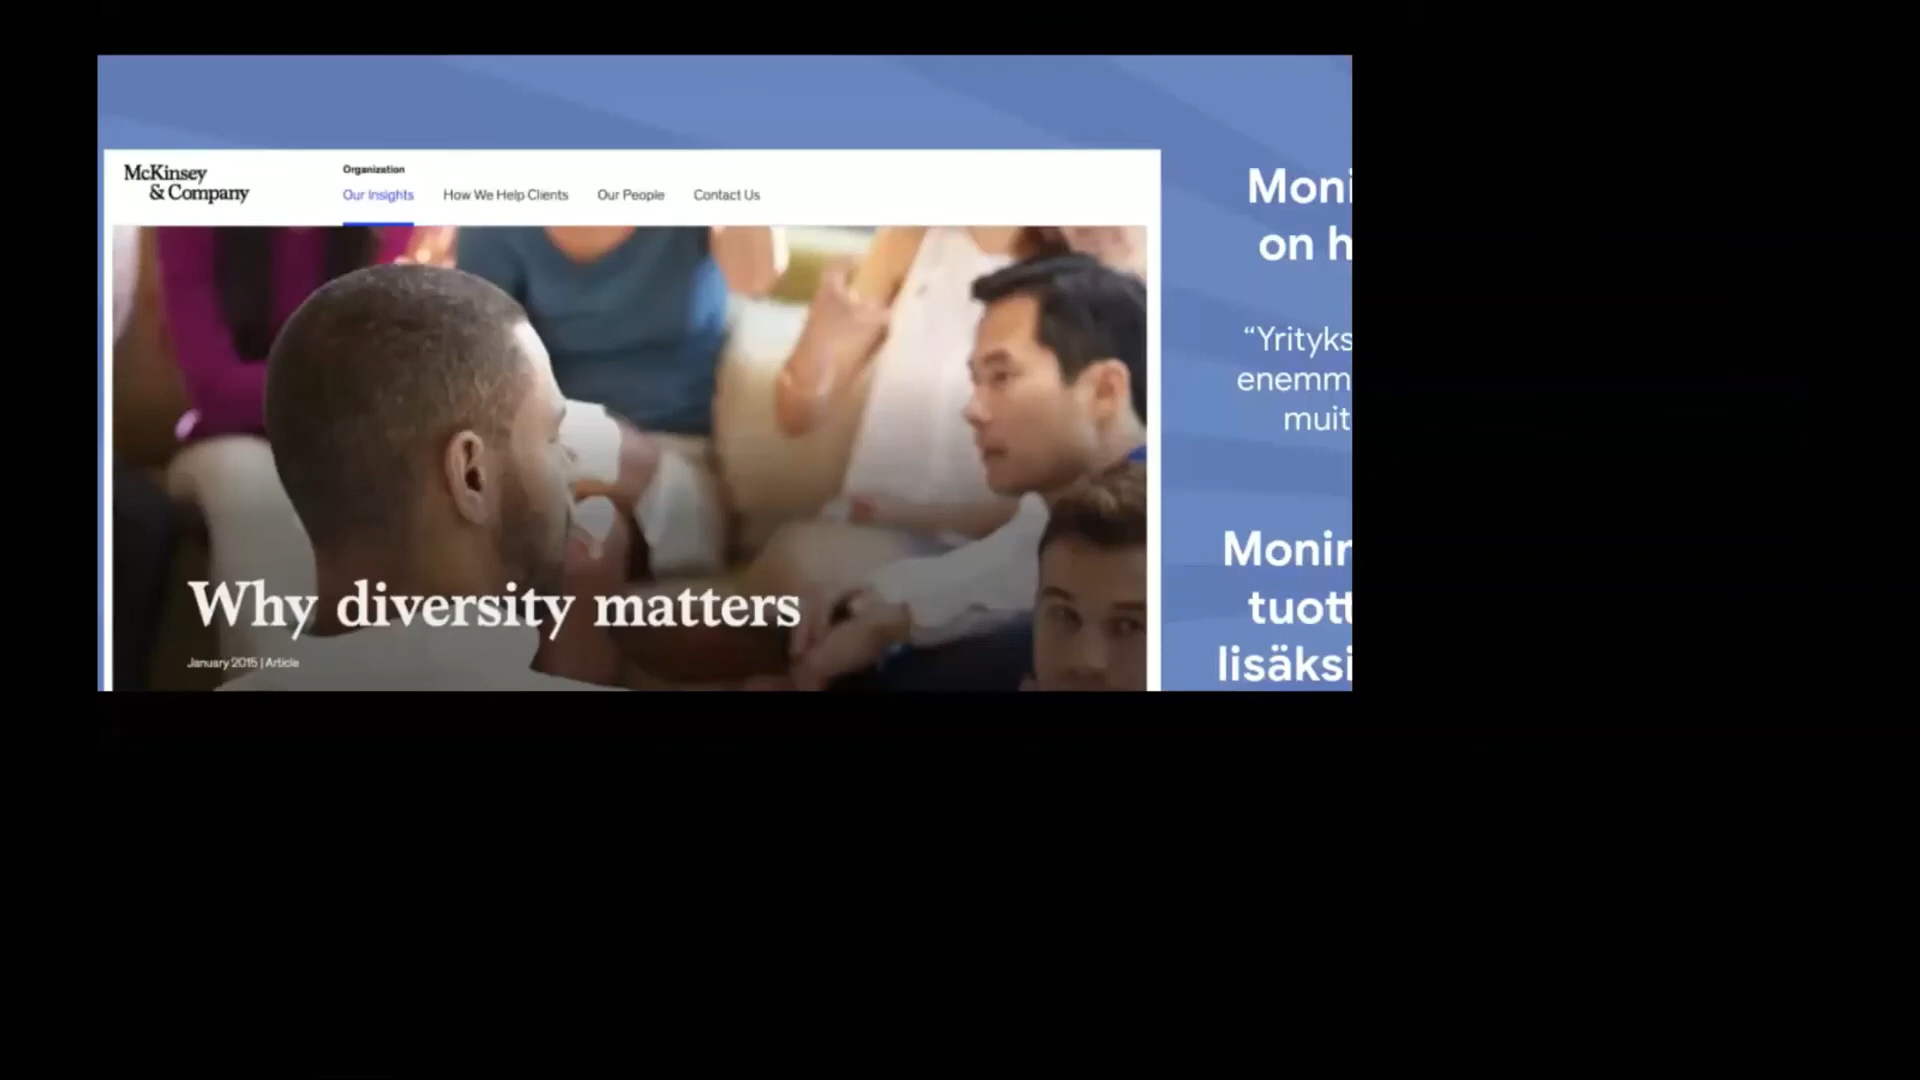 McKinsey
& Company
Organization
Our Insights How We Help Clients Our People Contact Us
Why diversity matters
January 2015 | Article
Moni
on h
“Yrityks
enemm
muit
Monin
tuott
lisäksi